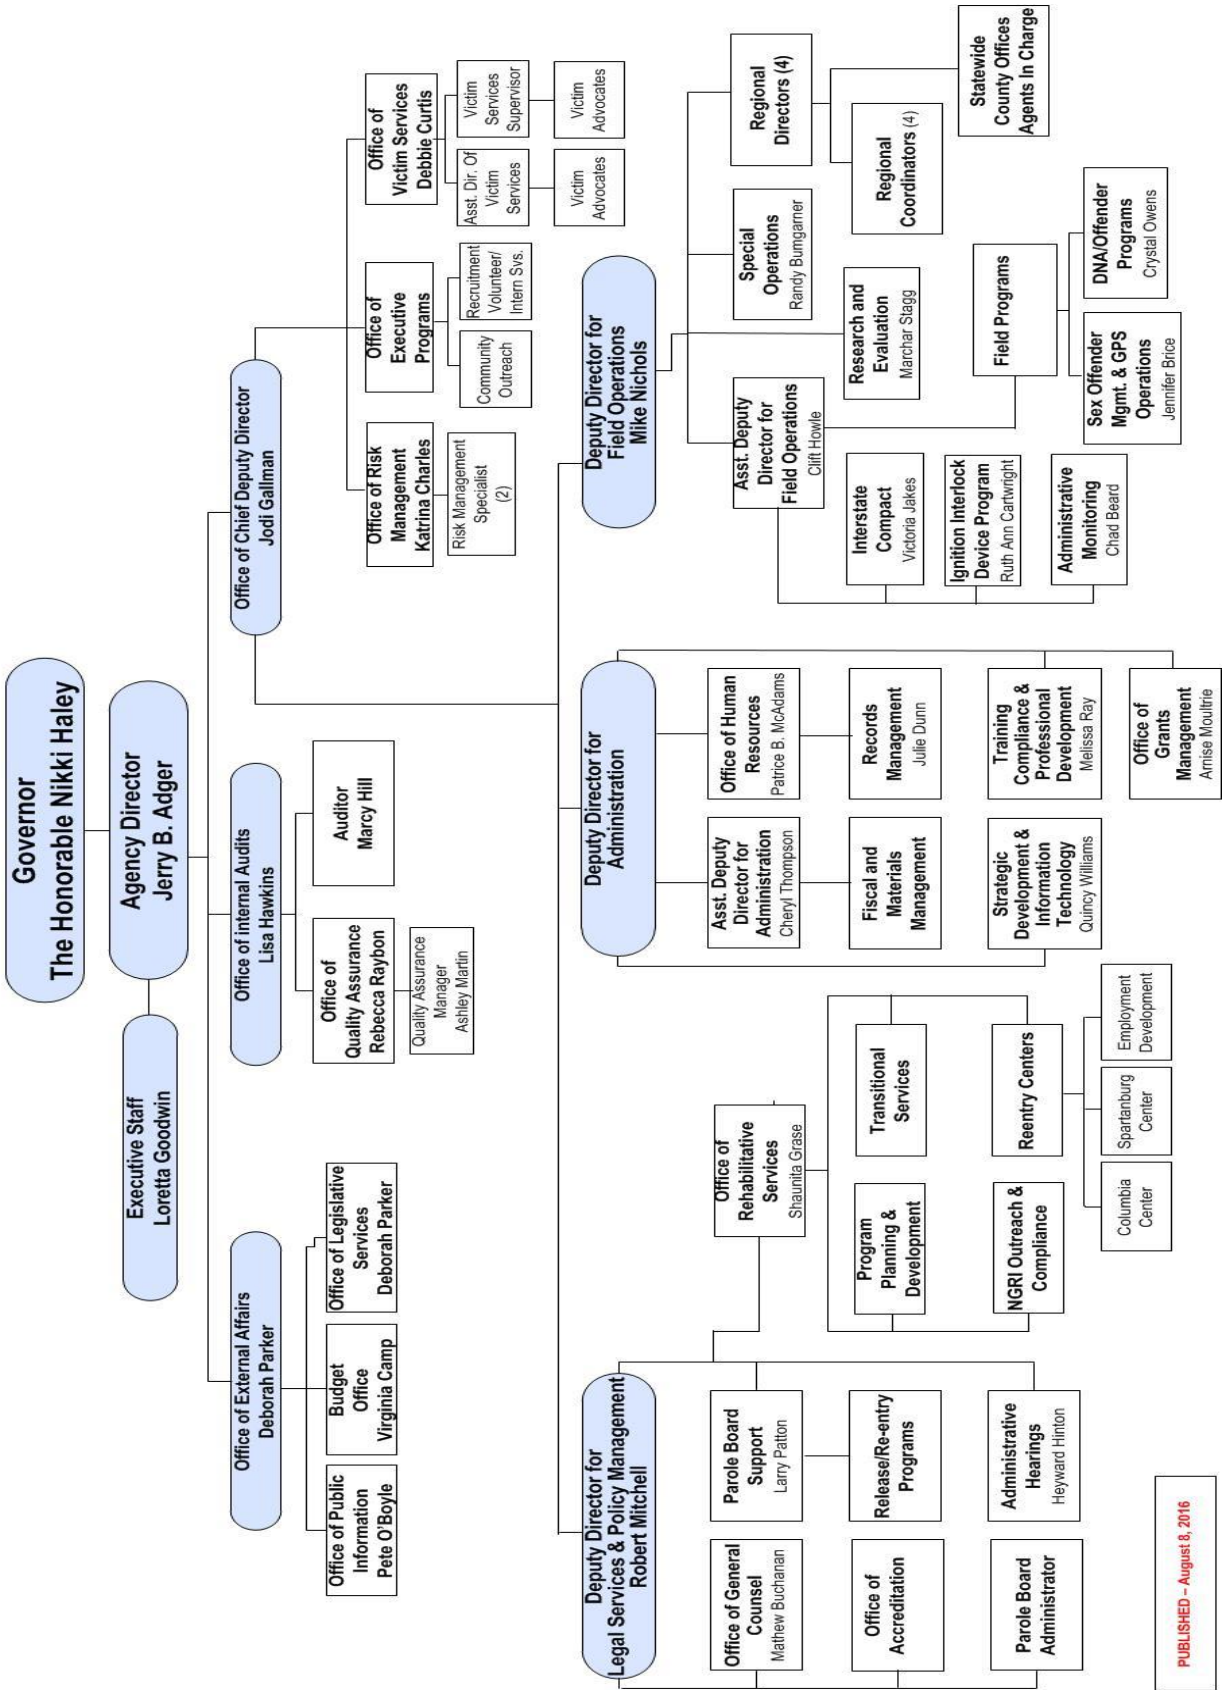 Governor
The Honorable Nikki Haley
Agency Director
Jerry B. Adger
Executive Staff
Loretta Goodwin
Office of External Affairs
Deborah Parker
Office of Public
Information
Pete O'Boyle
Budget
Office
Virginia Camp
Office of Legislative
Services
Deborah Parker
Office of internal Audits
Lisa Hawkins
Office of
Quality Assurance
Rebecca Raybon
Quality Assurance
Manager
Ashley Martin
Auditor
Marcy Hill
Office of Chief Deputy Director
Jodi Gallman
Office of Risk
Management
Katrina Charles
Risk Management
Specialist
(2)
Office of
Executive
Programs
Community
Outreach
Recruitment
Volunteer/
Intern Svs.
Office of
Victim Services
Debbie Curtis
Asst. Dir. Of
Victim
Services
Victim
Advocates
Victim
Services
Supervisor
Victim
Advocates
Deputy Director for
Legal Services & Policy Management
Robert Mitchell
Office of General
Counsel
Mathew Buchanan
Office of
Accreditation
Parole Board
Administrator
Parole Board
Support
Larry Patton
Release/Re-entry
Programs
Administrative
Hearings
Heyward Hinton
Office of
Rehabilitative
Services
Shaunita Grase
Program
Planning &
Development
Transitional
Services
NGRI Outreach &
Compliance
Reentry Centers
Columbia
Center
Spartanburg
Center
Employment
Development
Deputy Director for
Administration
Asst. Deputy
Director for
Administration
Cheryl Thompson
Office of Human
Resources
Patrice B. McAdams
Fiscal and
Materials
Management
Records
Management
Julie Dunn
Strategic
Development &
Information
Technology
Quincy Williams
Training
Compliance &
Professional
Development
Melissa Ray
Office of
Grants
Management
Arnise Moultrie
Deputy Director for
Field Operations
Mike Nichols
Asst. Deputy
Director for
Field Operations
Clift Howle
Special
Operations
Randy Bumgarner
Regional
Directors (4)
Interstate
Compact
Victoria Jakes
Ignition Interlock
Device Program
Ruth Ann Cartwright
Administrative
Monitoring
Chad Beard
Research and
Evaluation
Marchar Stagg
Regional
Coordinators (4)
Statewide
County Offices
Agents In Charge
Field Programs
Sex Offender
Mgmt. & GPS
Operations
Jennifer Brice
DNA/Offender
Programs
Crystal Owens
PUBLISHED – August 8, 2016